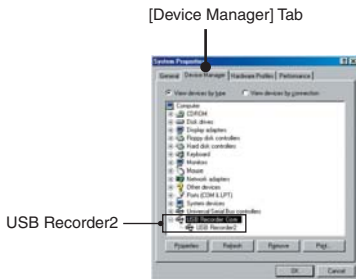 [Device Manager] Tab
System Properties
General Device Manager Hardware Profiles Performance
View devices by type View devices by connection
Computer
CDROM
Disk drives
Display adapters
Floppy disk controllers
Hard disk controllers
Keyboard
Monitors
Mouse
Network adapters
Other devices
Ports (COM & LPT)
System devices
Universal Serial Bus controllers
USB Recorder Core
USB Recorder2
USB Recorder2
Properties Refresh Remove Print...
OK Cancel